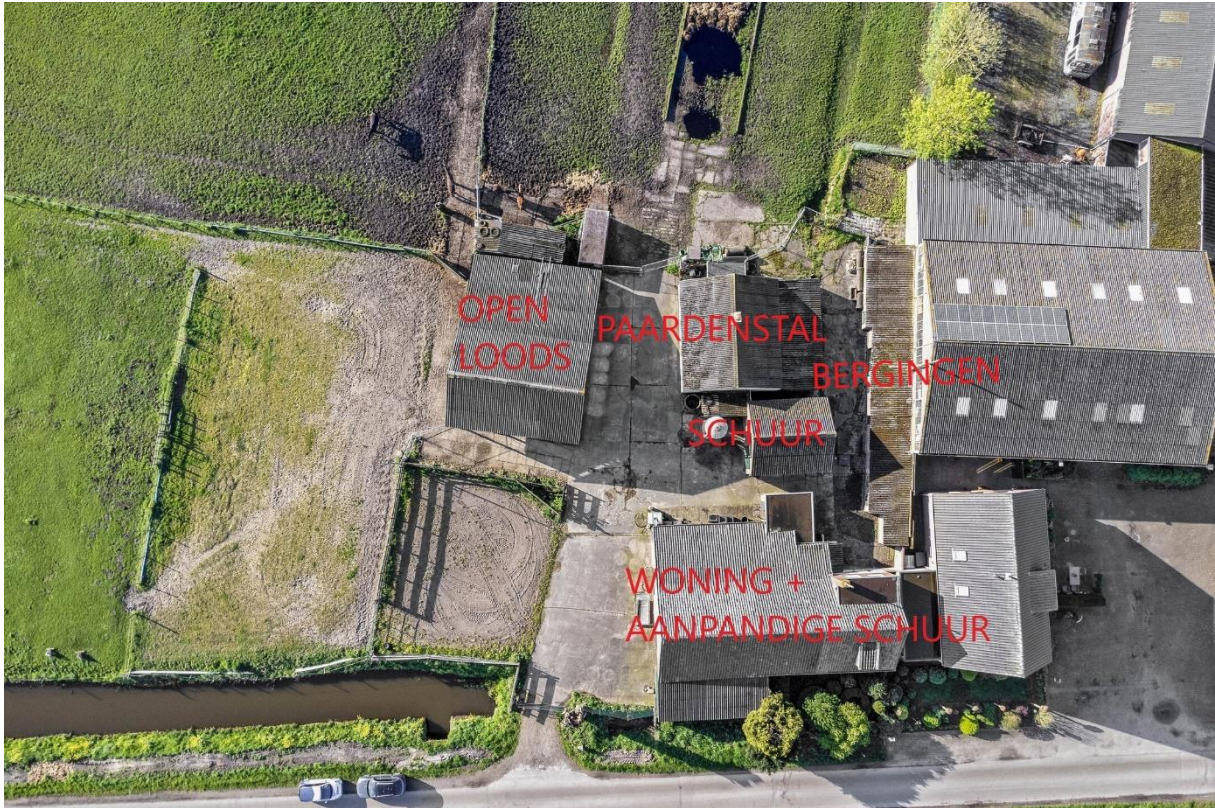 OPEN
LOODS
PAARDENSTAL
BERGINGEN
SCHUUR
WONING +
AANPANDIGE SCHUUR